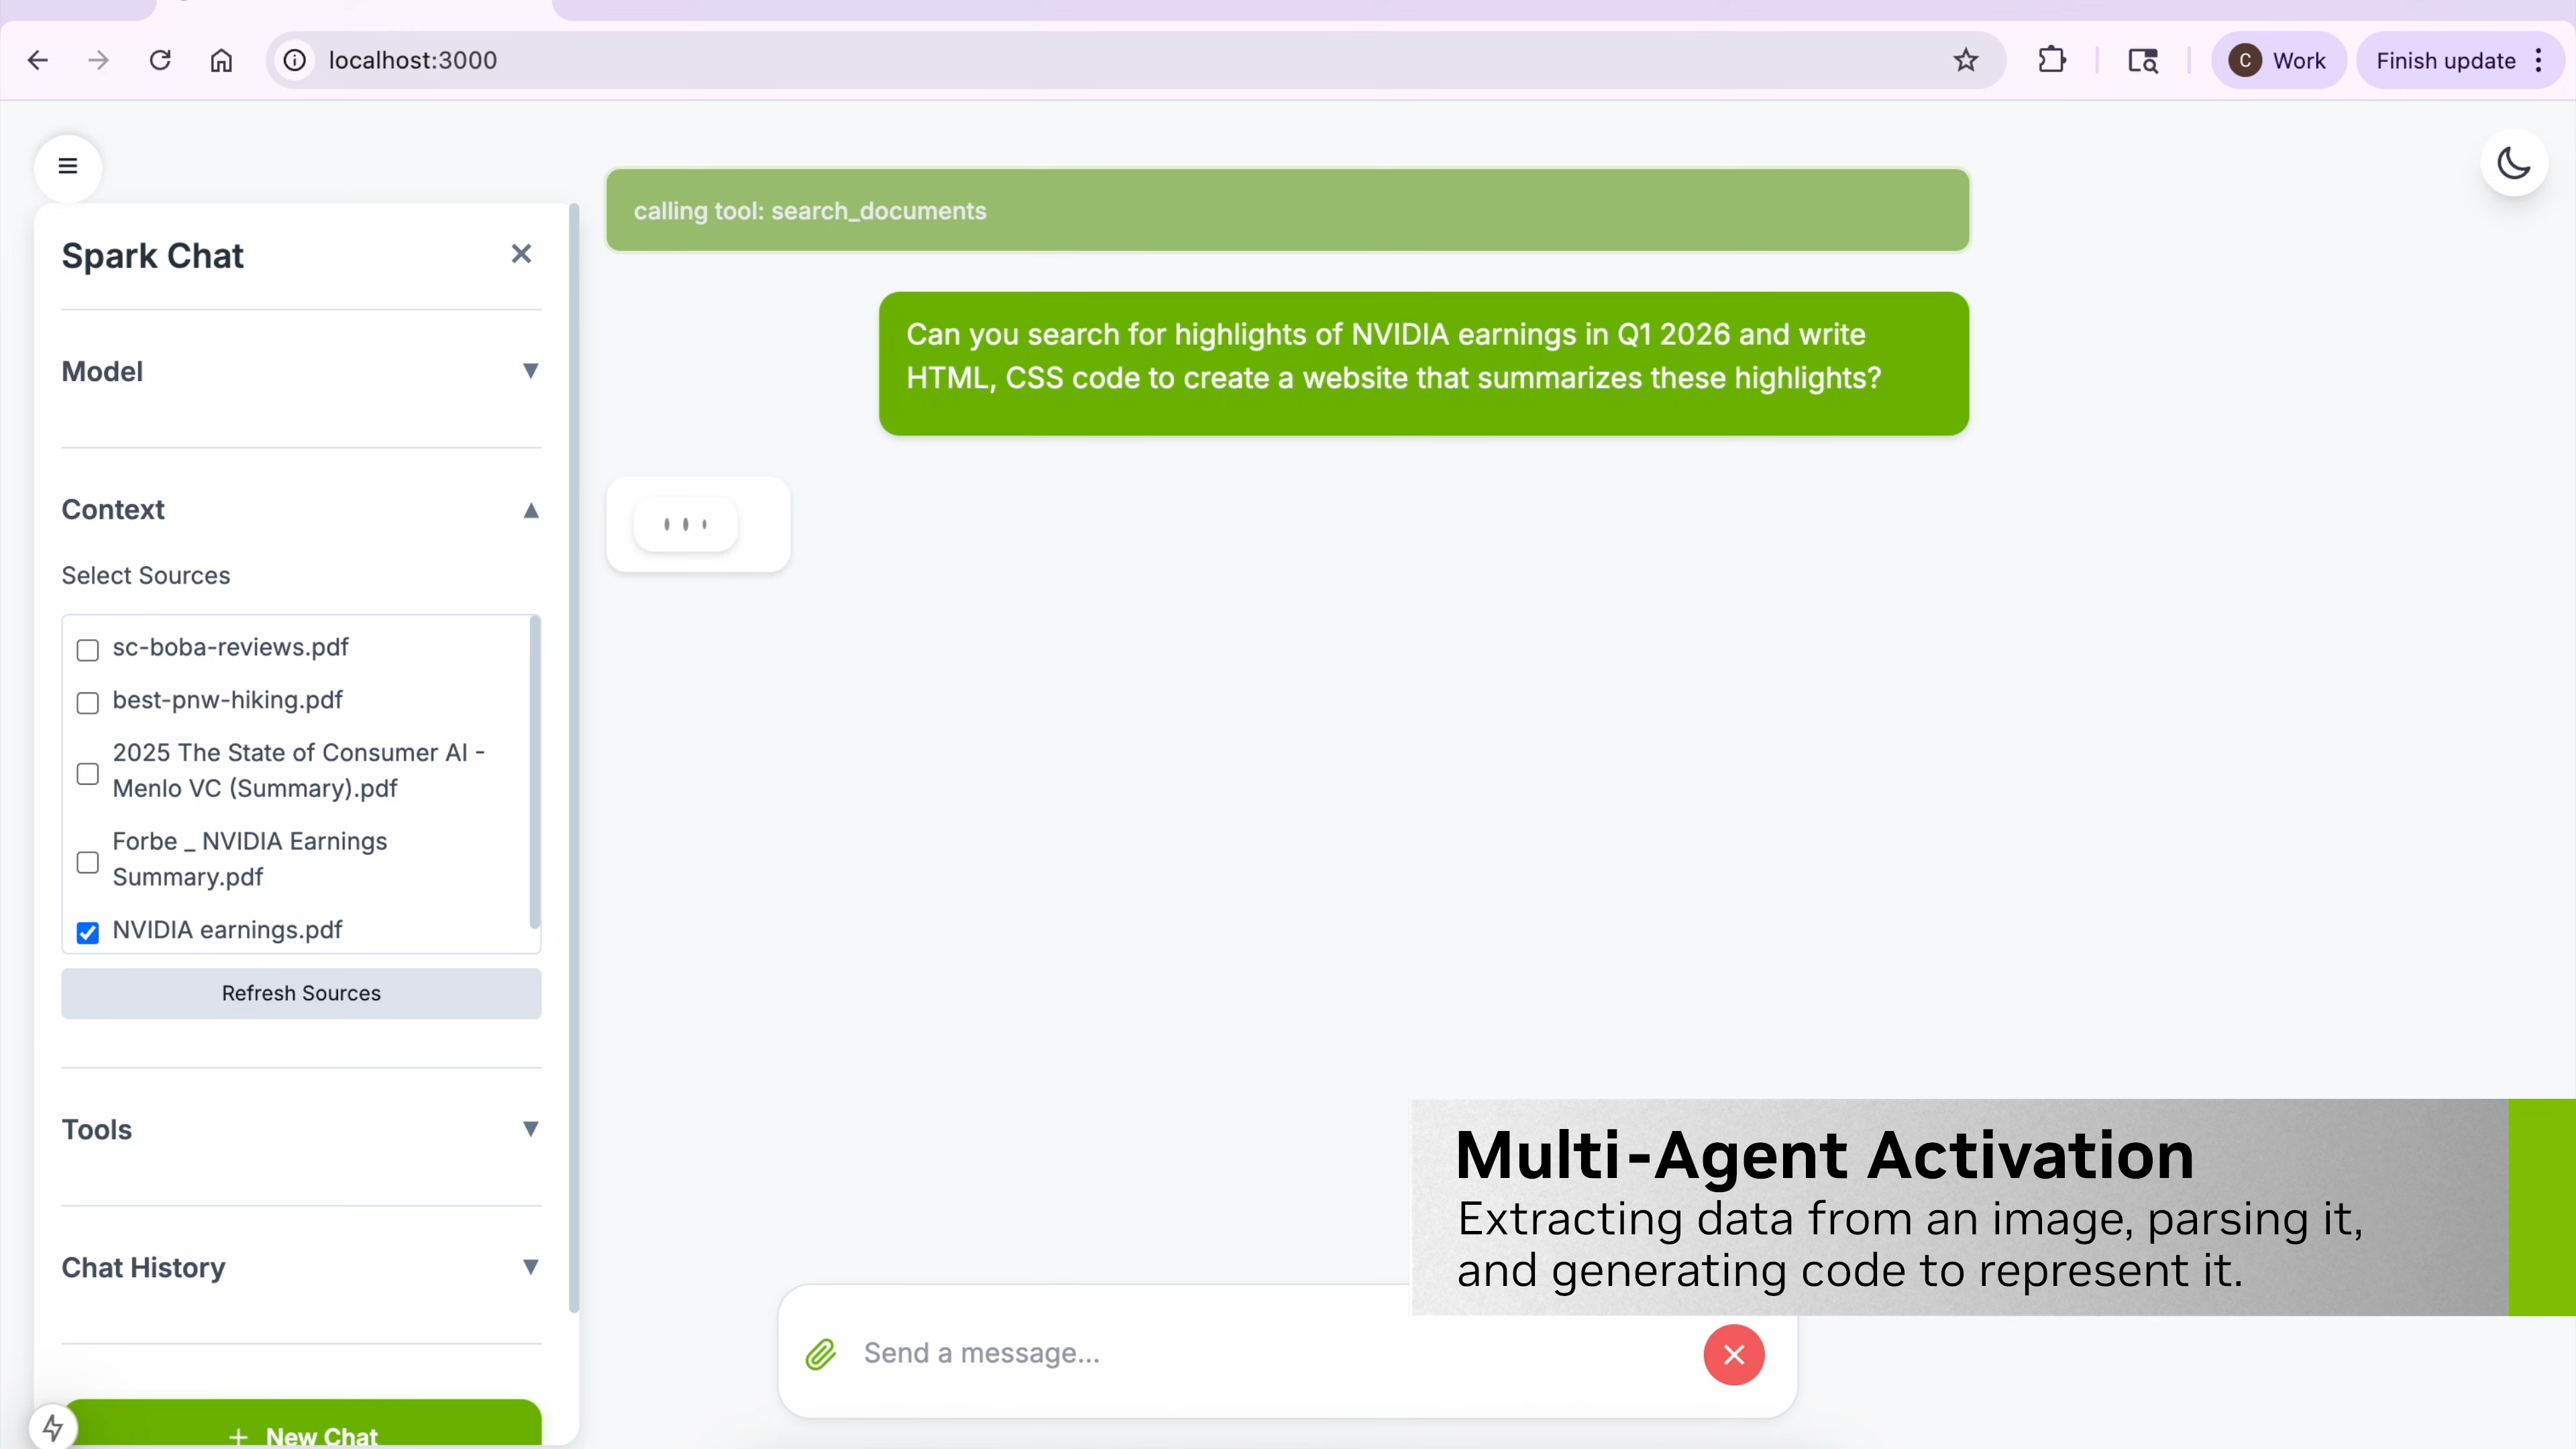 localhost:3000
C
Work
Finish update
Spark Chat
Model
Context
Select Sources
sc-boba-reviews.pdf
best-pnw-hiking.pdf
2025 The State of Consumer AI -
Menlo VC (Summary).pdf
Forbe _ NVIDIA Earnings
Summary.pdf
NVIDIA earnings.pdf
Refresh Sources
Tools
Chat History
+ New Chat
calling tool: search_documents
Can you search for highlights of NVIDIA earnings in Q1 2026 and write
HTML, CSS code to create a website that summarizes these highlights?
Multi-Agent Activation
Extracting data from an image, parsing it,
and generating code to represent it.
Send a message...